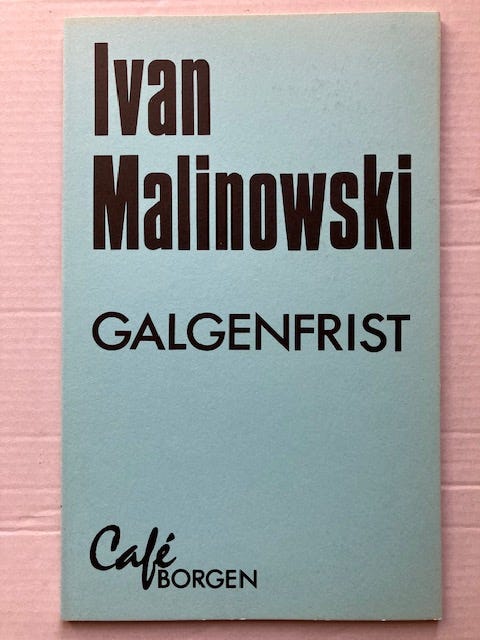 Ivan
Malinowski
GALGENFRIST
Café
BORGEN